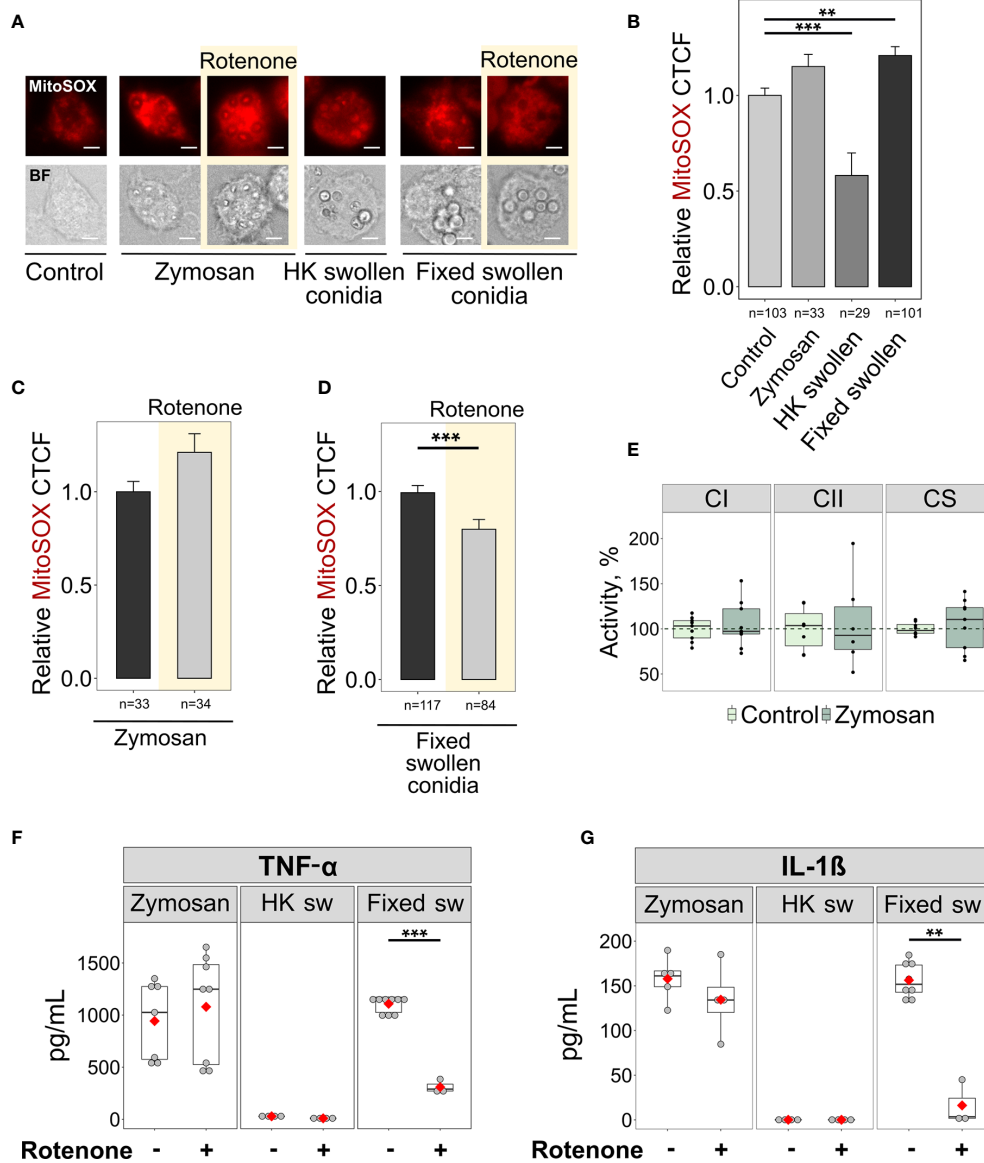 A
Rotenone
Rotenone
MitoSOX
BF
Control
Zymosan
HK swollen
conidia
Fixed swollen
conidia
B
Relative MitoSOX CTCF
**
***
1.0
0.5
0.0
n=103
n=33
n=29
n=101
Control
Zymosan
HK swollen
Fixed swollen
C
Relative MitoSOX CTCF
Rotenone
1.0
0.5
0.0
n=33
n=34
Zymosan
D
Relative MitoSOX CTCF
Rotenone
***
1.0
0.5
0.0
n=117
n=84
Fixed
swollen
conidia
E
CI
CII
CS
Activity, %
200
150
100
50
Control
Zymosan
F
TNF-α
Zymosan
HK sw
Fixed sw
***
pg/mL
1500
1000
500
0
Rotenone - + - + - +
G
IL-1ß
Zymosan
HK sw
Fixed sw
**
pg/mL
200
150
100
50
0
Rotenone - + - + - +